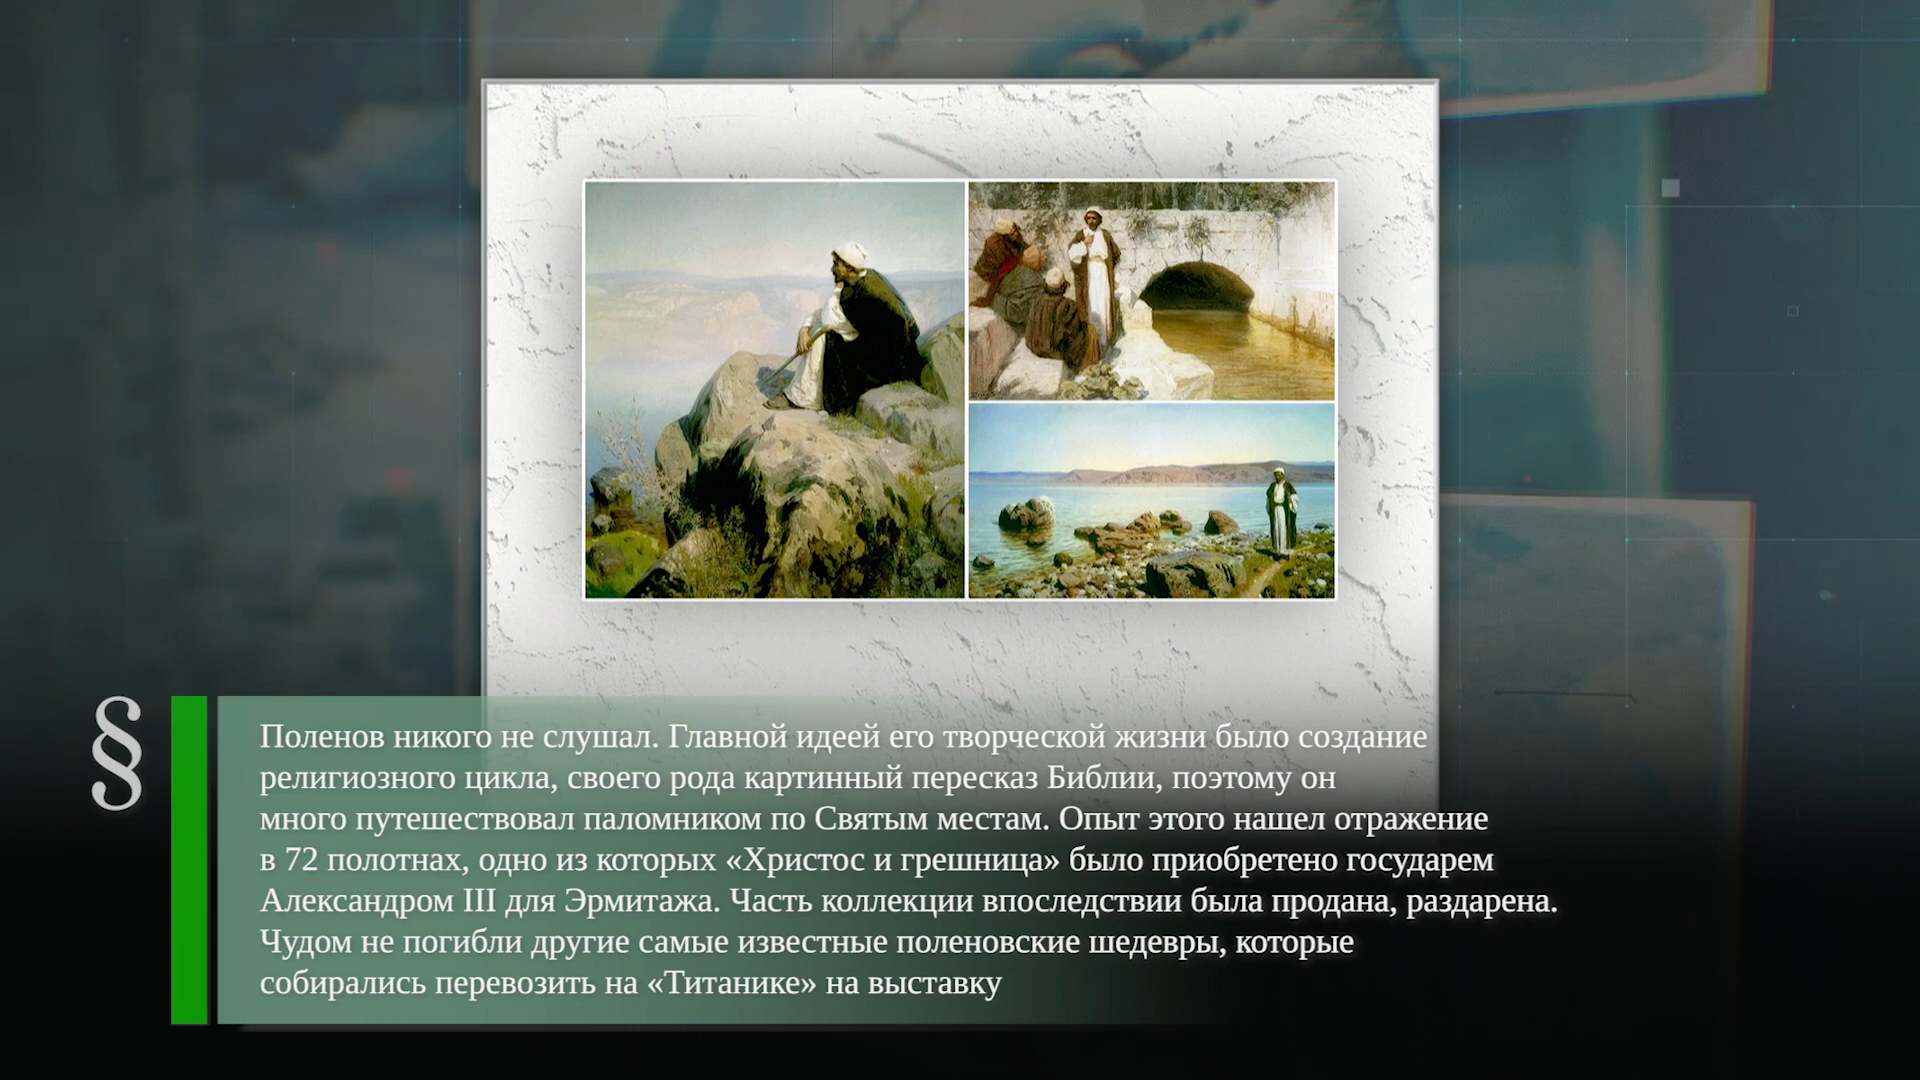 §
Поленов никого не слушал. Главной идеей его творческой жизни было создание
религиозного цикла, своего рода картинный пересказ Библии, поэтому он
много путешествовал паломником по Святым местам. Опыт этого нашел отражение
в 72 полотнах, одно из которых «Христос и грешница» было приобретено государем
Александром III для Эрмитажа. Часть коллекции впоследствии была продана, раздарена.
Чудом не погибли другие самые известные поленовские шедевры, которые
собирались перевозить на «Титанике» на выставку